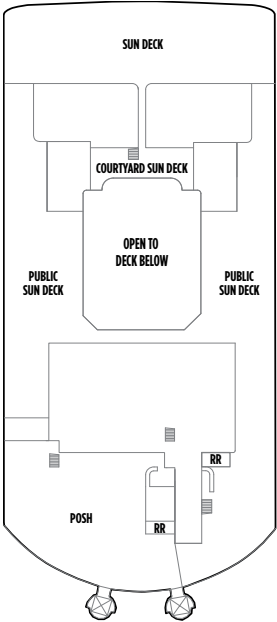 SUN DECK
COURTYARD SUN DECK
OPEN TO
DECK BELOW
PUBLIC
SUN DECK
PUBLIC
SUN DECK
RR
POSH
RR